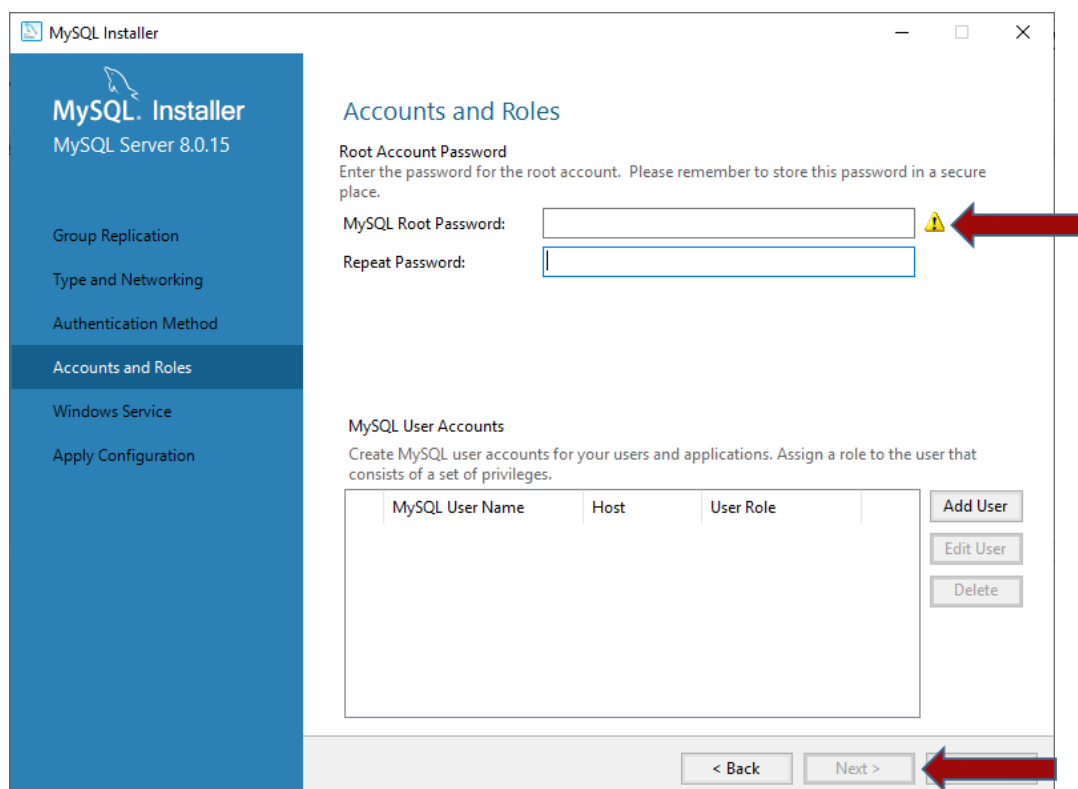 MySQL Installer
MySQL. Installer
MySQL Server 8.0.15
Group Replication
Type and Networking
Authentication Method
Accounts and Roles
Windows Service
Apply Configuration
Accounts and Roles
Root Account Password
Enter the password for the root account. Please remember to store this password in a secure
place.
MySQL Root Password:
Repeat Password:
MySQL User Accounts
Create MySQL user accounts for your users and applications. Assign a role to the user that
consists of a set of privileges.
MySQL User Name Host User Role
Add User
Edit User
Delete
< Back Next >